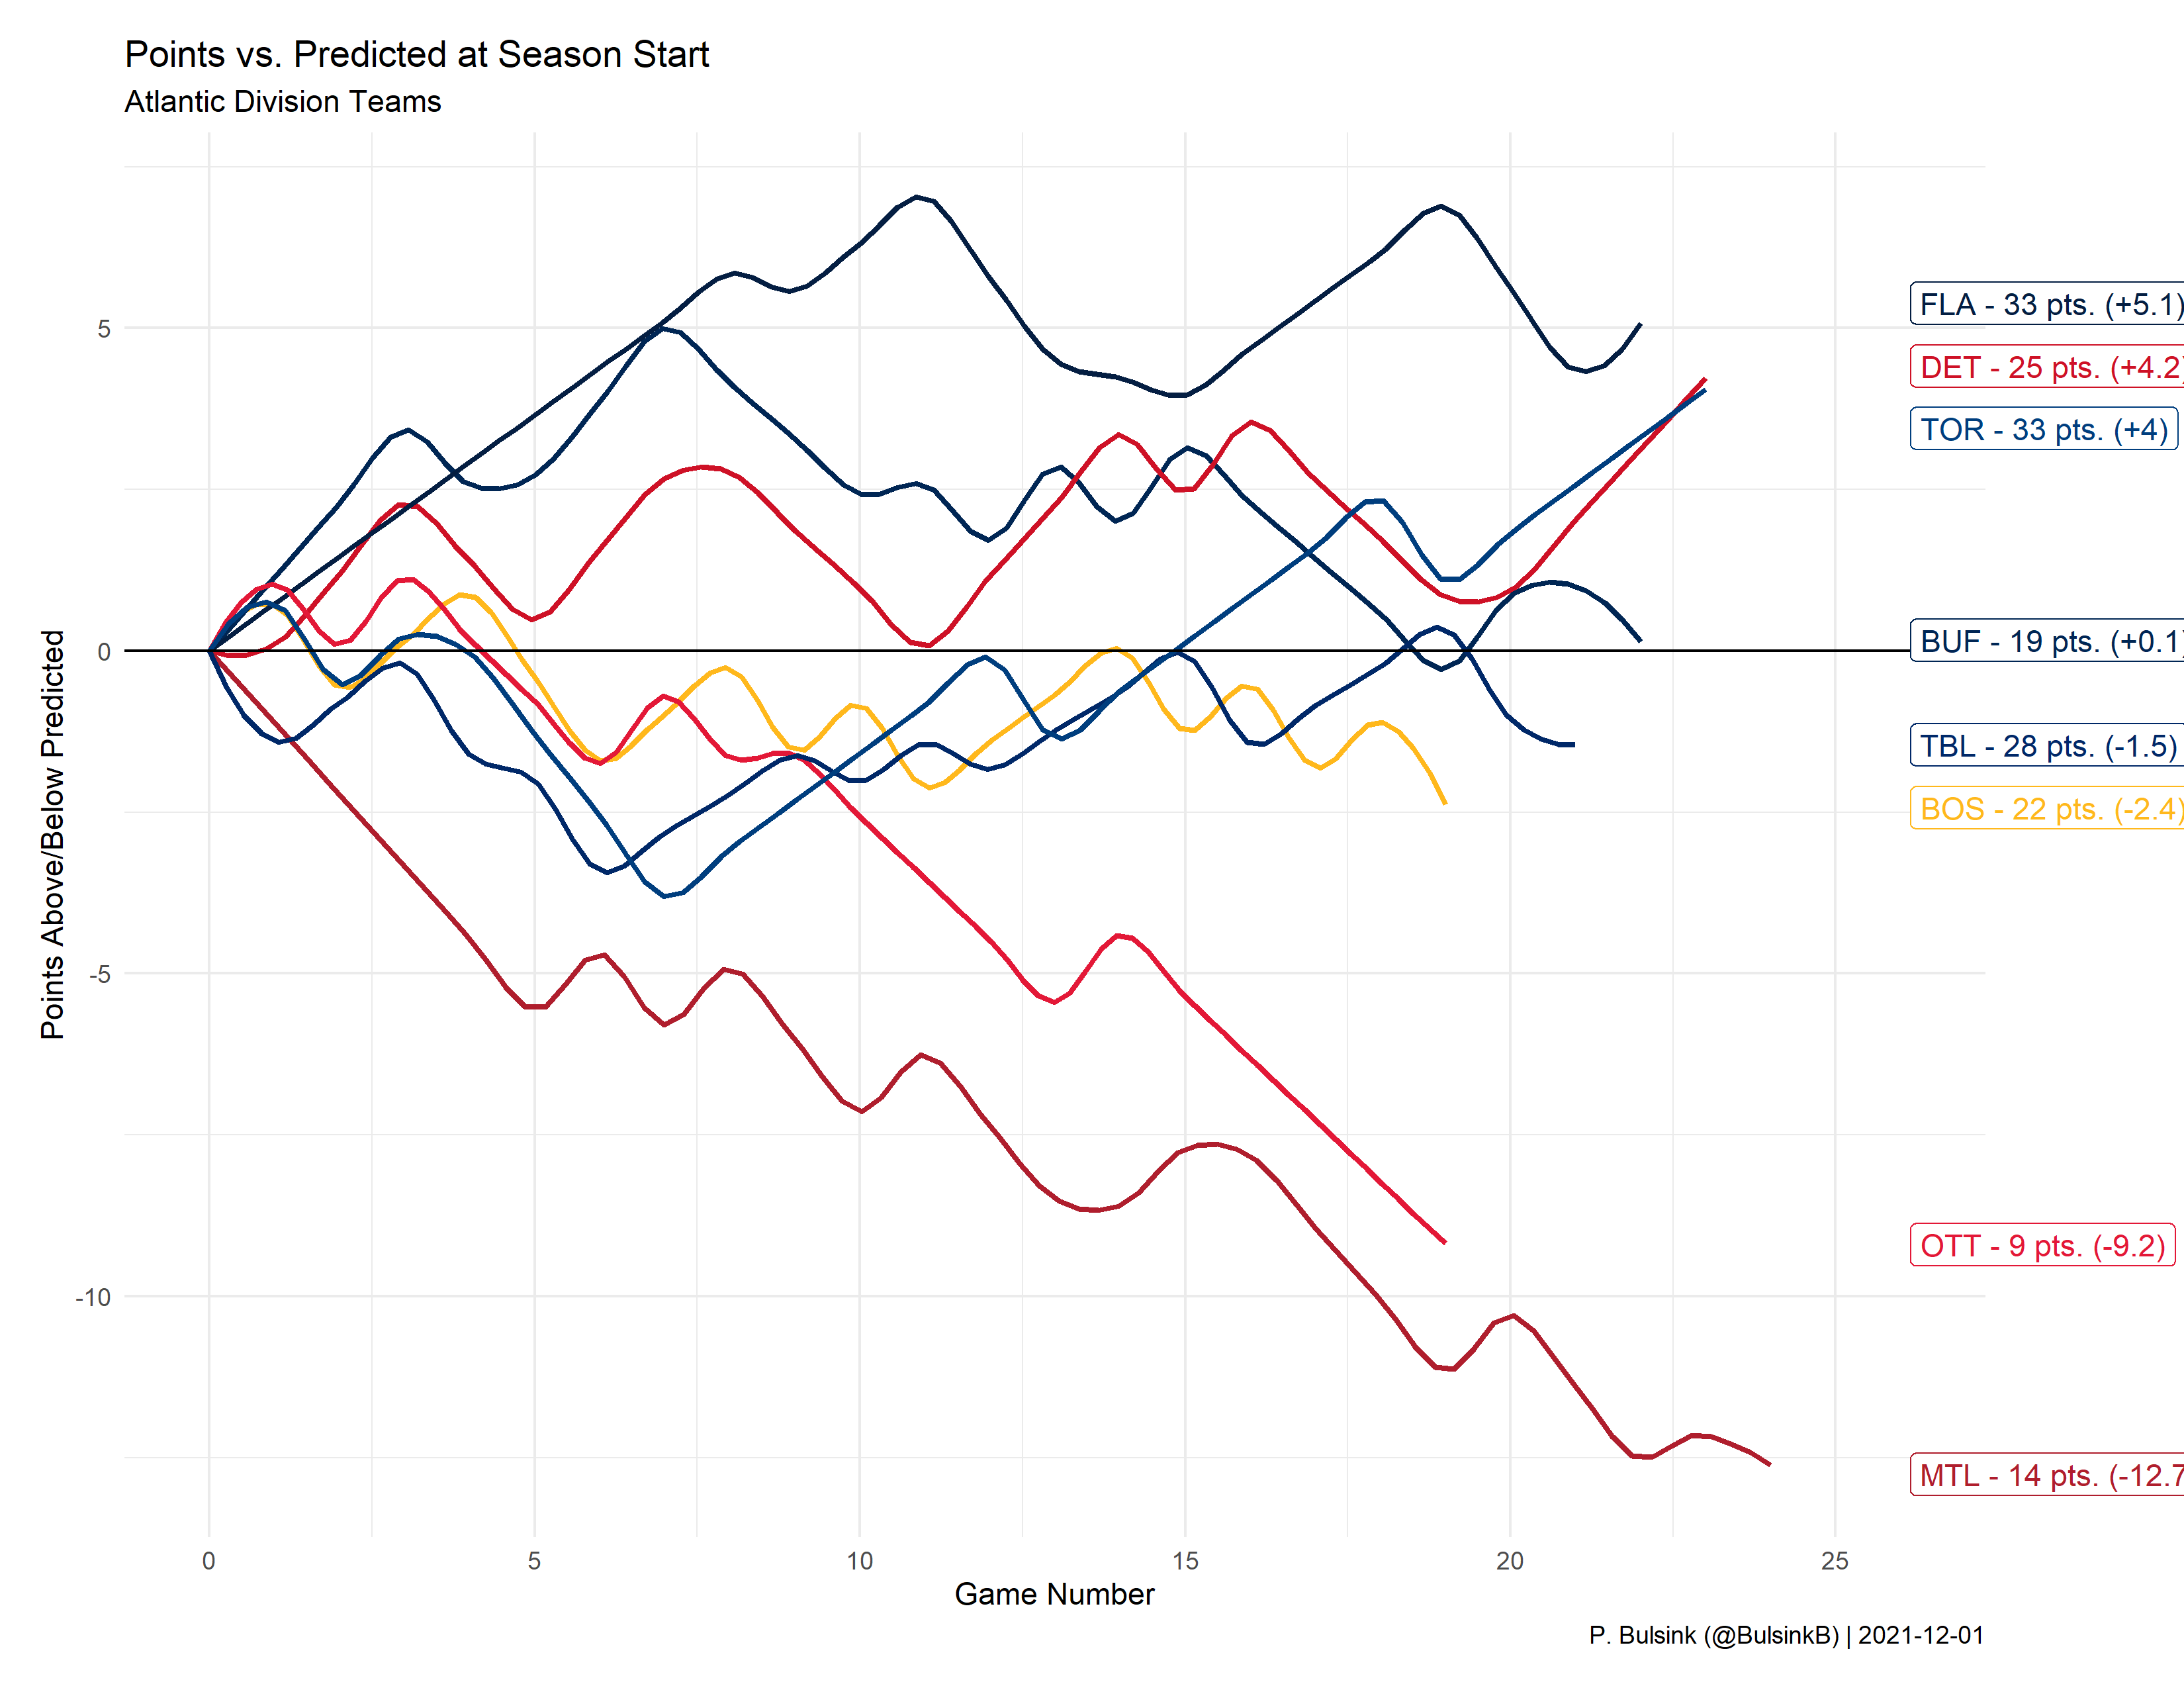 Points vs. Predicted at Season Start
Atlantic Division Teams
Points Above/Below Predicted
5
0
-5
-10
FLA - 33 pts. (+5.1)
DET - 25 pts. (+4.2
TOR - 33 pts. (+4)
BUF - 19 pts. (+0.1)
TBL - 28 pts. (-1.5)
BOS - 22 pts. (-2.4)
OTT - 9 pts. (-9.2)
MTL - 14 pts. (-12.7
0 5 10 15 20 25
Game Number
P. Bulsink (@BulsinkB) | 2021-12-01